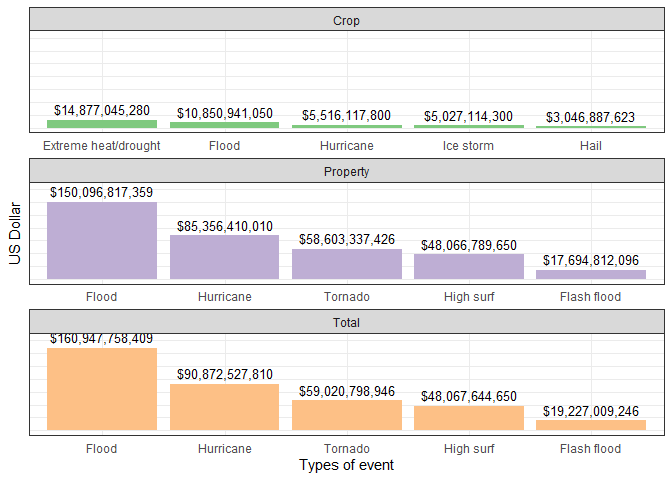 Crop
$14,877,045,280 $10,850,941,050 $5,516,117,800 $5,027,114,300 $3,046,887,623
Extreme heat/drought Flood Hurricane Ice storm Hail
Property
$150,096,817,359 $85,356,410,010 $58,603,337,426 $48,066,789,650 $17,694,812,096
Flood Hurricane Tornado High surf Flash flood
US Dollar
Total
$160,947,758,409 $90,872,527,810 $59,020,798,946 $48,067,644,650 $19,227,009,246
Flood Hurricane Tornado High surf Flash flood
Types of event